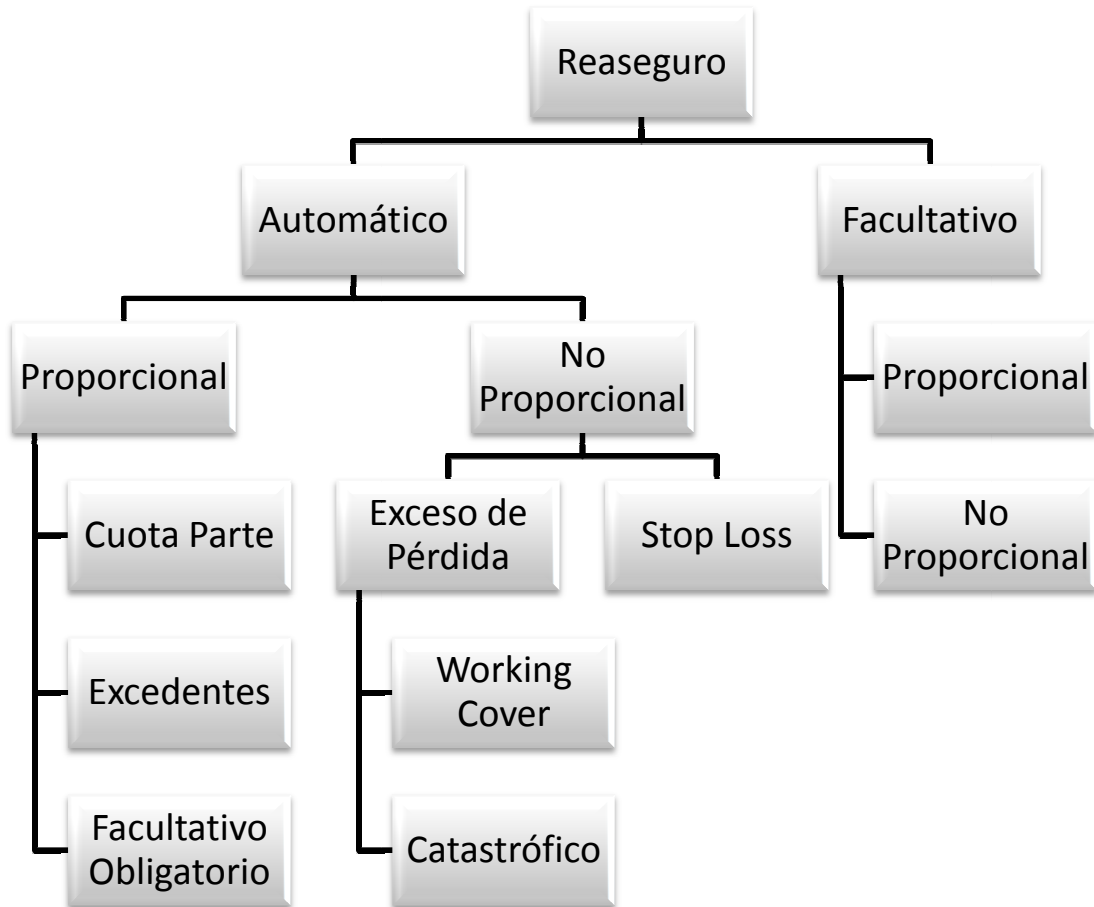 Reaseguro
Automático
Facultativo
Proporcional
No
Proporcional
Cuota Parte
Excedentes
Facultativo
Obligatorio
Exceso de
Pérdida
Stop Loss
Working
Cover
Catastrófico
Proporcional
No
Proporcional